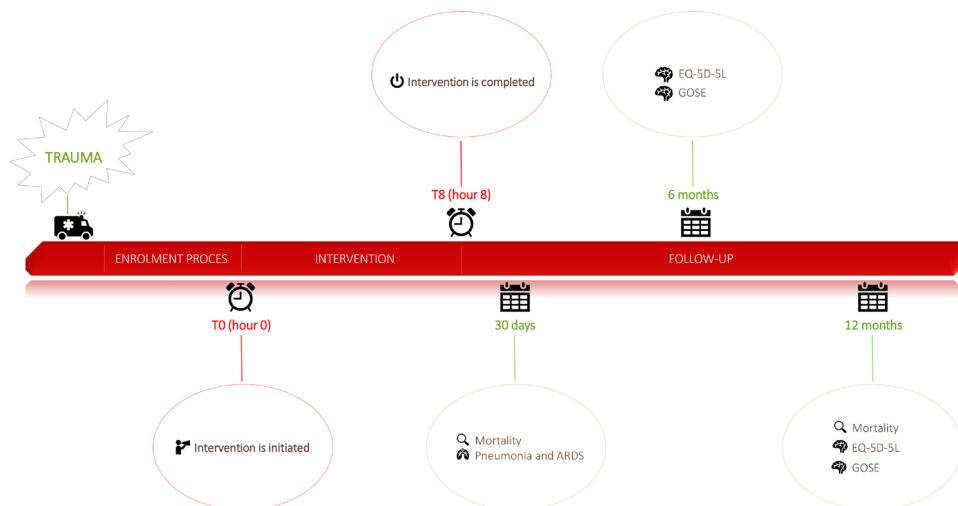 Intervention is completed
EQ-5D-5L
GOSE
TRAUMA
T8 (hour 8)
6 months
ENROLMENT PROCES
INTERVENTION
FOLLOW-UP
T0 (hour 0)
30 days
12 months
Intervention is initiated
Mortality
Pneumonia and ARDS
Mortality
EQ-5D-5L
GOSE